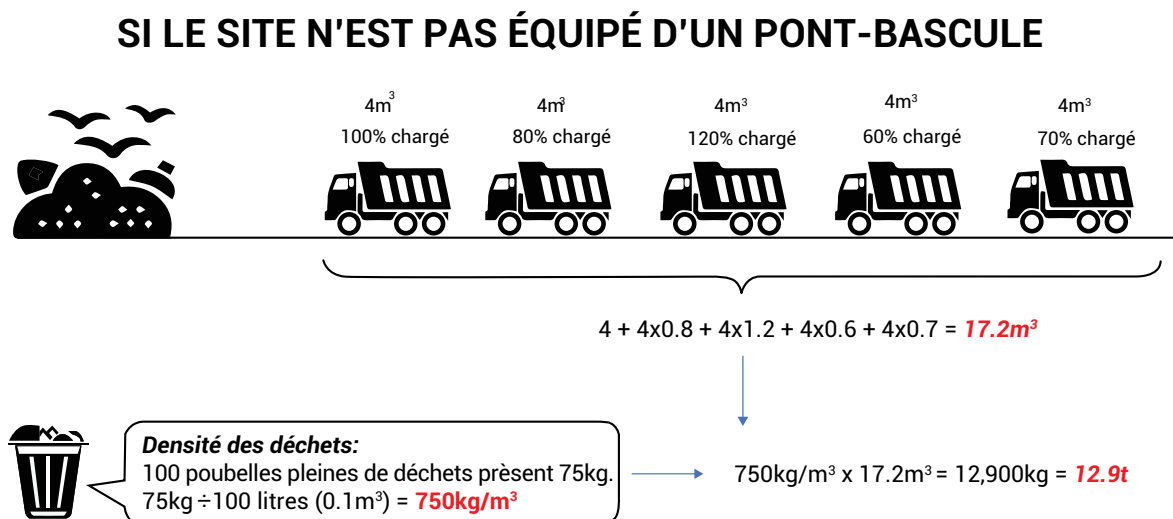 SI LE SITE N'EST PAS ÉQUIPÉ D'UN PONT-BASCULE
4m³ 4m³ 4m³ 4m³ 4m³
100% chargé 80% chargé 120% chargé 60% chargé 70% chargé
4 + 4x0.8 + 4x1.2 + 4x0.6 + 4x0.7 = 17.2m³
Densité des déchets:
100 poubelles pleines de déchets prèsent 75kg.
75kg ÷ 100 litres (0.1m³) = 750kg/m³
750kg/m³ x 17.2m³ = 12,900kg = 12.9t